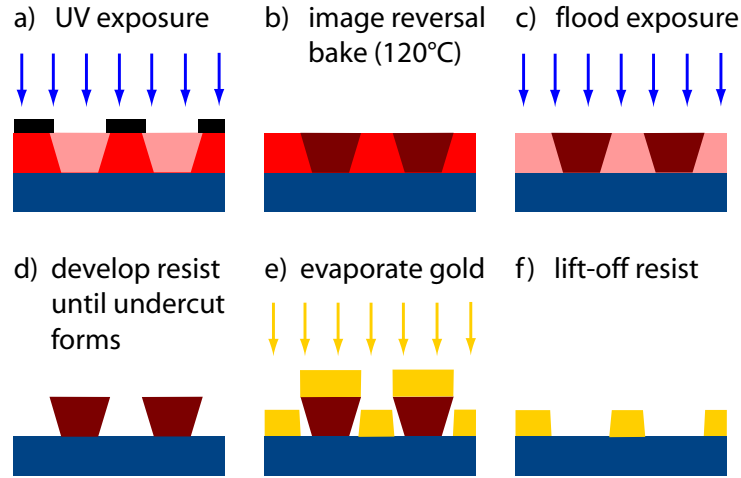 a) UV exposure
b) image reversal
bake (120°C)
c) flood exposure
d) develop resist
until undercut
forms
e) evaporate gold
f) lift-off resist